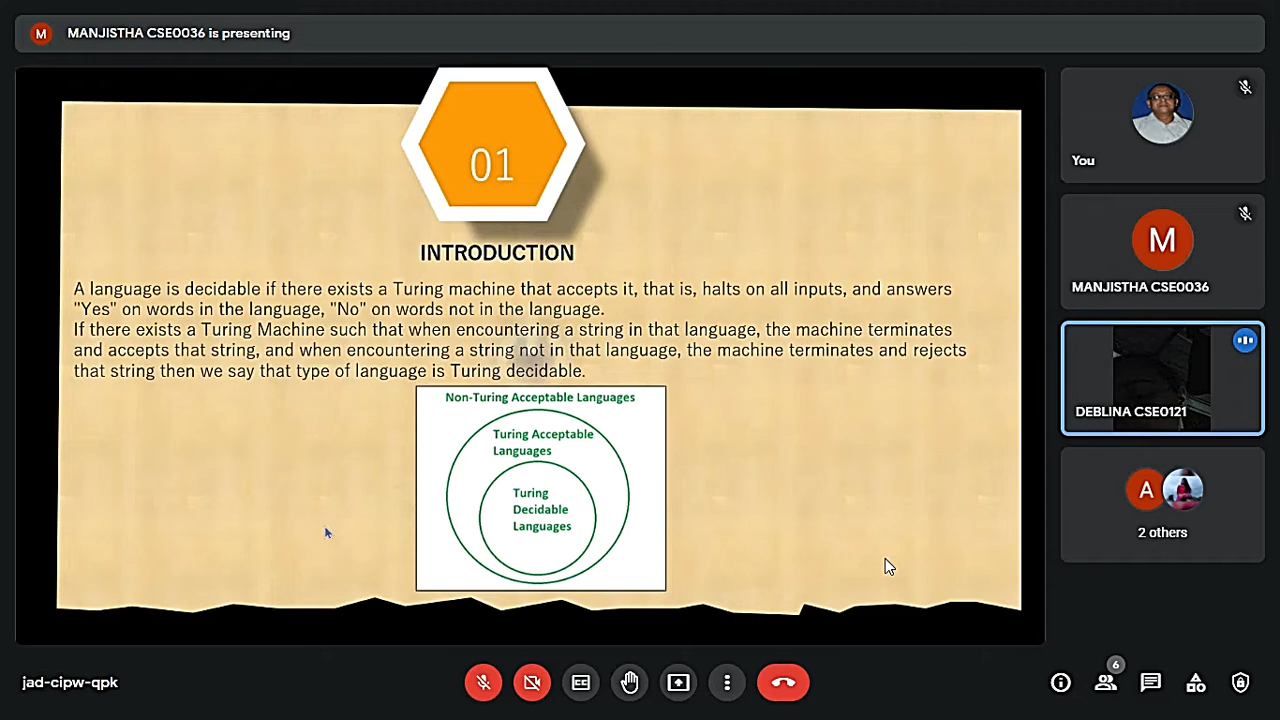 M
MANJISTHA CSE0036 is presenting
01
INTRODUCTION
A language is decidable if there exists a Turing machine that accepts it, that is, halts on all inputs, and answers
"Yes" on words in the language, "No" on words not in the language.
If there exists a Turing Machine such that when encountering a string in that language, the machine terminates
and accepts that string, and when encountering a string not in that language, the machine terminates and rejects
that string then we say that type of language is Turing decidable.
Non-Turing Acceptable Languages
Turing Acceptable
Languages
Turing
Decidable
Languages
You
M
MANJISTHA CSE0036
DEBLINA CSE0121
A
2 others
jad-cipw-qpk
CC
6